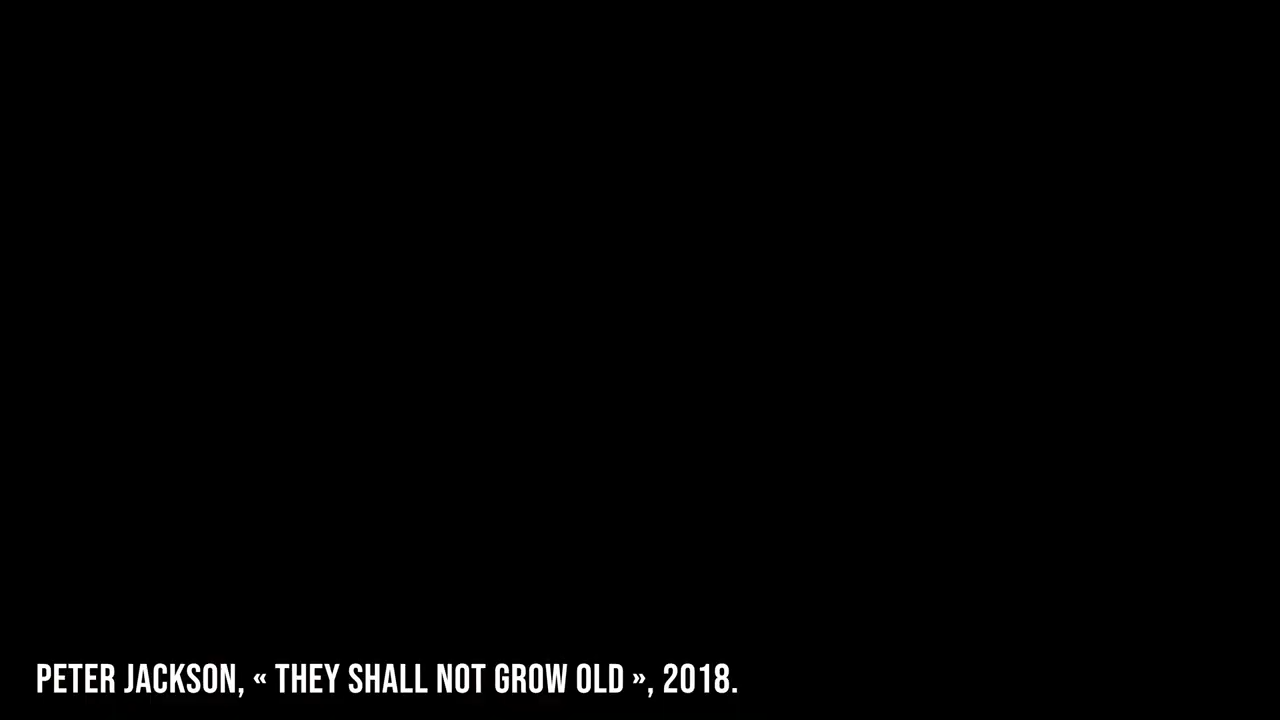 PETER JACKSON, « THEY SHALL NOT GROW OLD », 2018.